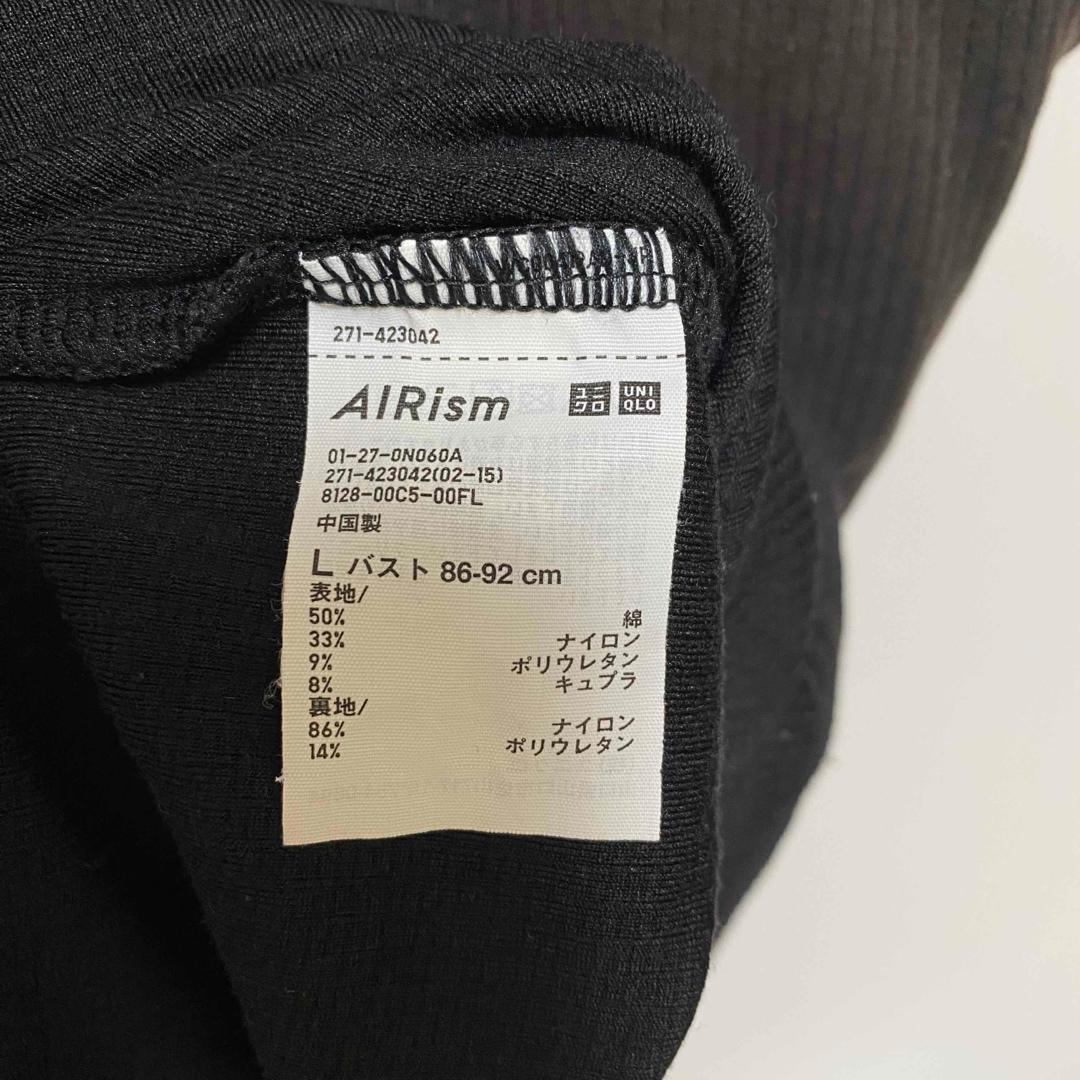 271-423042
AIRism ユニクロ UNIQLO
01-27-0N060A
271-423042(02-15)
8128-00C5-00FL
中国製
L バスト 86-92 cm
表地/
50% 綿
33% ナイロン
9% ポリウレタン
8% キュプラ
裏地/
86% ナイロン
14% ポリウレタン